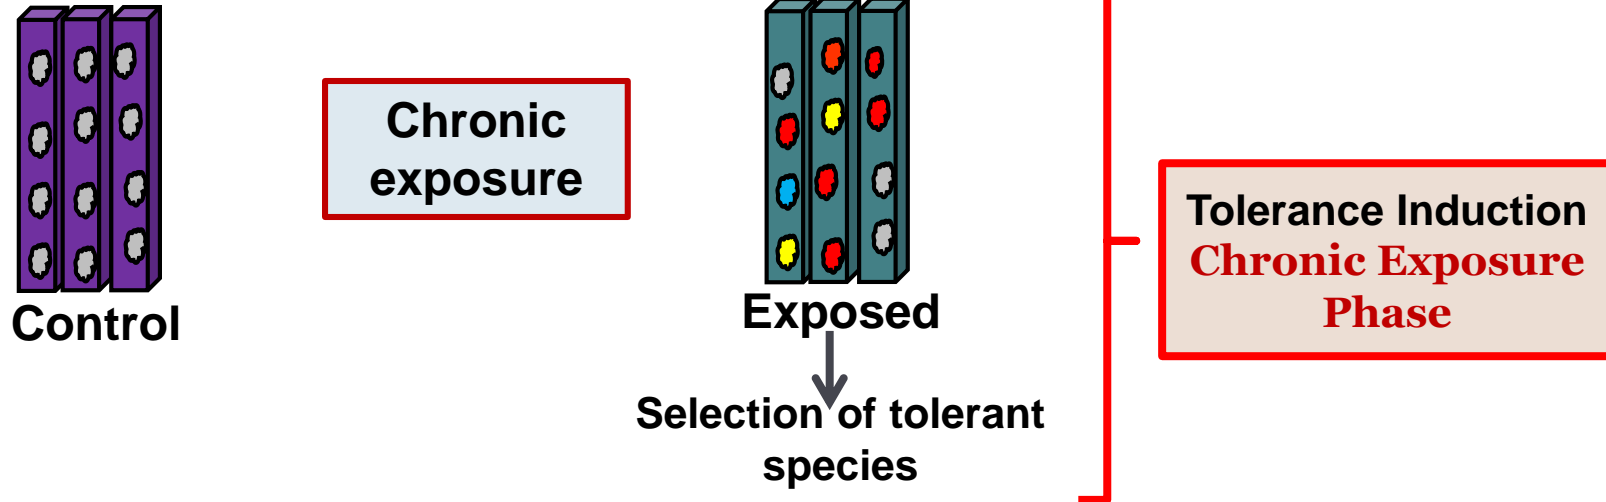 Control
Chronic
exposure
Exposed
Selection of tolerant
species
Tolerance Induction
Chronic Exposure
Phase